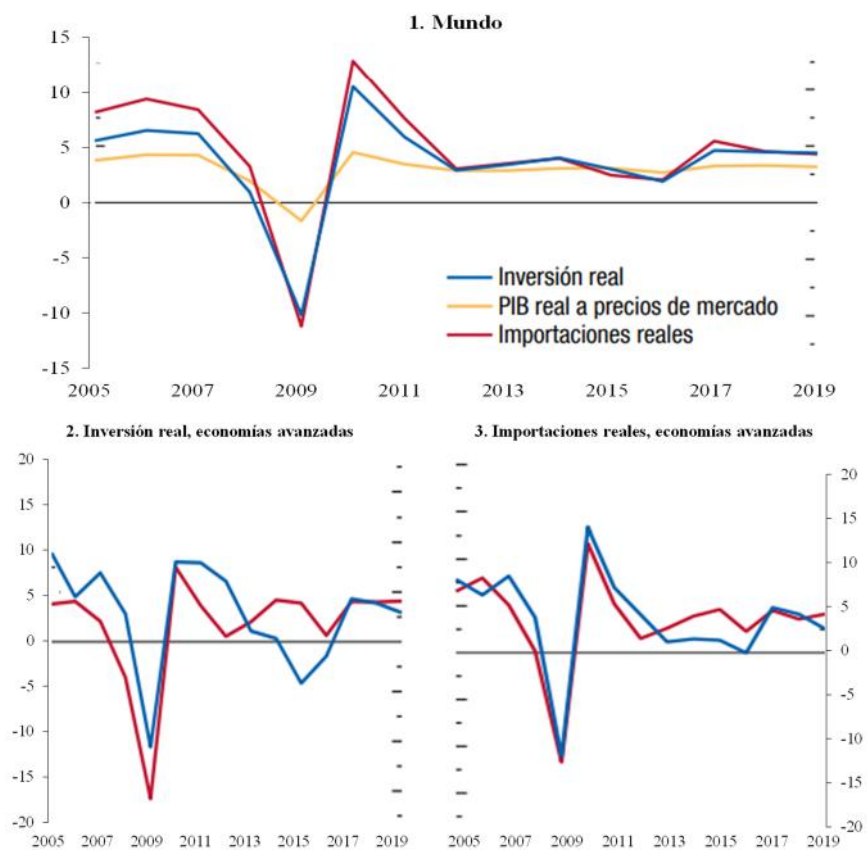 1. Mundo
15
10
5
0
-5
-10
-15
Inversión real
PIB real a precios de mercado
Importaciones reales
2005 2007 2009 2011 2013 2015 2017 2019
2. Inversión real, economías avanzadas
20
15
10
5
0
-5
-10
-15
-20
2005 2007 2009 2011 2013 2015 2017 2019
3. Importaciones reales, economías avanzadas
20
15
10
5
0
-5
-10
-15
-20
2005 2007 2009 2011 2013 2015 2017 2019